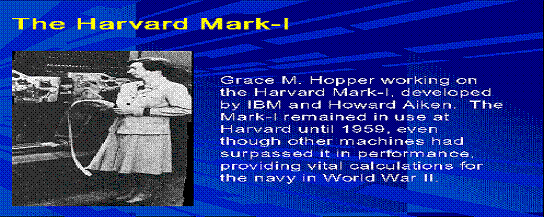 The Harvard Mark-I
Grace M. Hopper working on
the Harvard Mark-I, developed
by IBM and Howard Aiken.  The
Mark-I remained in use at
Harvard until 1959, even
though other machines had
surpassed it in performance,
providing vital calculations for
the navy in World War II.